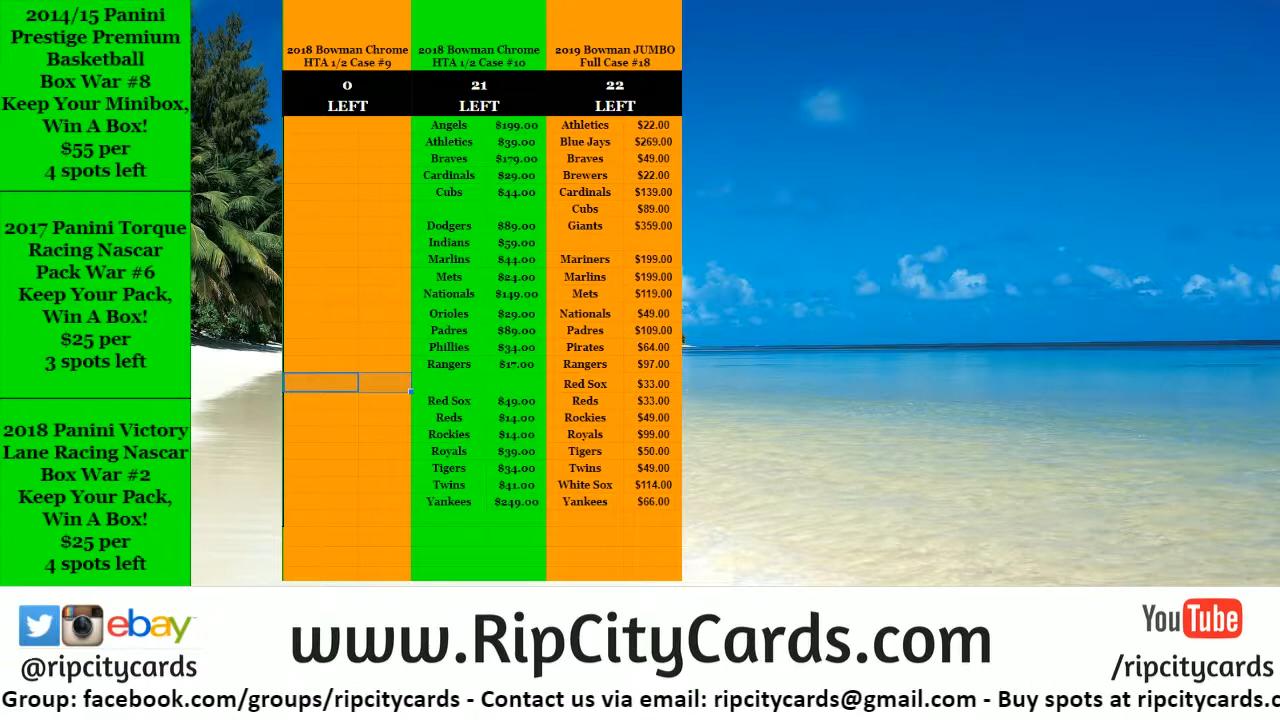 2014/15 Panini
Prestige Premium
Basketball
Box War #8
Keep Your Minibox,
Win A Box!
$55 per
4 spots left
2017 Panini Torque
Racing Nascar
Pack War #6
Keep Your Pack,
Win A Box!
$25 per
3 spots left
2018 Panini Victory
Lane Racing Nascar
Box War #2
Keep Your Pack,
Win A Box!
$25 per
4 spots left
2018 Bowman Chrome
HTA 1/2 Case #9
0
LEFT
2018 Bowman Chrome
HTA 1/2 Case #10
21
LEFT
Angels $199.00
Athletics $39.00
Braves $179.00
Cardinals $29.00
Cubs $44.00
Dodgers $89.00
Indians $59.00
Marlins $44.00
Mets $24.00
Nationals $149.00
Orioles $29.00
Padres $89.00
Phillies $34.00
Rangers $17.00
Red Sox $49.00
Reds $14.00
Rockies $14.00
Royals $39.00
Tigers $34.00
Twins $41.00
Yankees $249.00
2019 Bowman JUMBO
Full Case #18
22
LEFT
Athletics $22.00
Blue Jays $269.00
Braves $49.00
Brewers $22.00
Cardinals $139.00
Cubs $89.00
Giants $359.00
Mariners $199.00
Marlins $199.00
Mets $119.00
Nationals $49.00
Padres $109.00
Pirates $64.00
Rangers $97.00
Red Sox $33.00
Reds $33.00
Rockies $49.00
Royals $99.00
Tigers $50.00
Twins $49.00
White Sox $114.00
Yankees $66.00
ebay
@ripcitycards
www.RipCityCards.com
YouTube
/ripcitycards
Group: facebook.com/groups/ripcitycards - Contact us via email: ripcitycards@gmail.com - Buy spots at ripcitycards.c